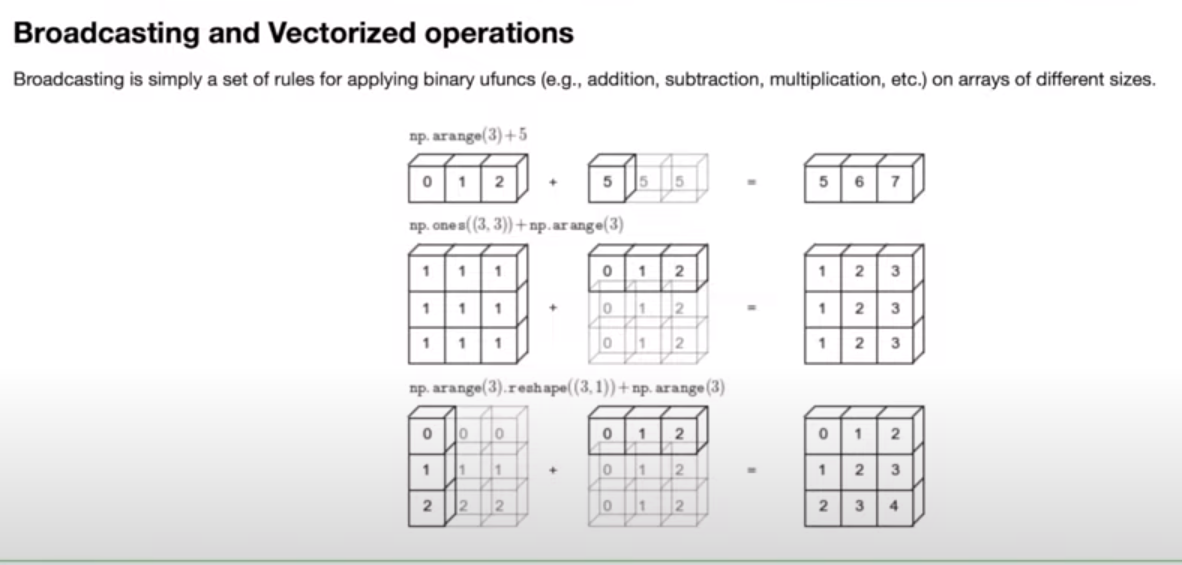 Broadcasting and Vectorized operations
Broadcasting is simply a set of rules for applying binary ufuncs (e.g., addition, subtraction, multiplication, etc.) on arrays of different sizes.
np.arange(3)+5
0 1 2 + 5 5 5 = 5 6 7
np.ones((3,3))+np.arange(3)
1 1 1 0 1 2 1 2 3
1 1 1 + 0 1 2 = 1 2 3
1 1 1 0 1 2 1 2 3
np.arange(3).reshape((3,1))+np.arange(3)
0 0 0 0 1 2 0 1 2
1 1 1 + 0 1 2 = 1 2 3
2 2 2 0 1 2 2 3 4